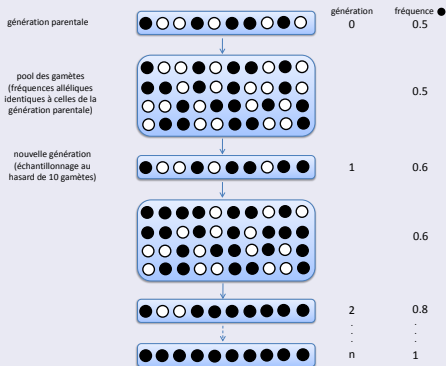 génération
fréquence
génération parentale
0
0.5
pool des gamètes
(fréquences alléliques
identiques à celles de la
génération parentale)
0.5
nouvelle génération
(échantillonnage au
hasard de 10 gamètes)
1
0.6
0.6
2
0.8
.
.
.
.
.
.
n
1